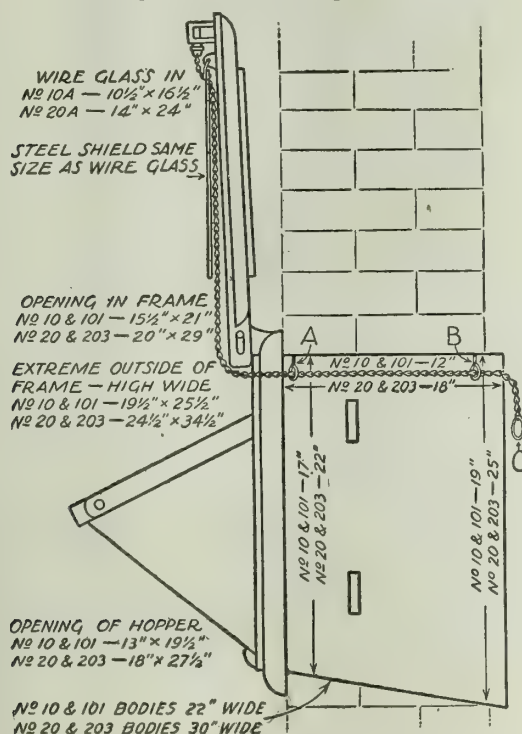 WIRE GLASS IN
Nº 10A — 10½" × 16½"
Nº 20A — 14" × 24"
STEEL SHIELD SAME
SIZE AS WIRE GLASS
OPENING IN FRAME
Nº 10 & 101 — 15½" × 21"
Nº 20 & 203 — 20" × 29"
EXTREME OUTSIDE OF
FRAME — HIGH WIDE
Nº 10 & 101 — 19½" × 25½"
Nº 20 & 203 — 24½" × 34½"
A
B
Nº 10 & 101 — 12"
Nº 20 & 203 — 18"
Nº 10 & 101 — 17"
Nº 20 & 203 — 22"
Nº 10 & 101 — 19"
Nº 20 & 203 — 25"
OPENING OF HOPPER
Nº 10 & 101 — 13" × 19½"
Nº 20 & 203 — 18" × 27½"
Nº 10 & 101 BODIES 22" WIDE
Nº 20 & 203 BODIES 30" WIDE